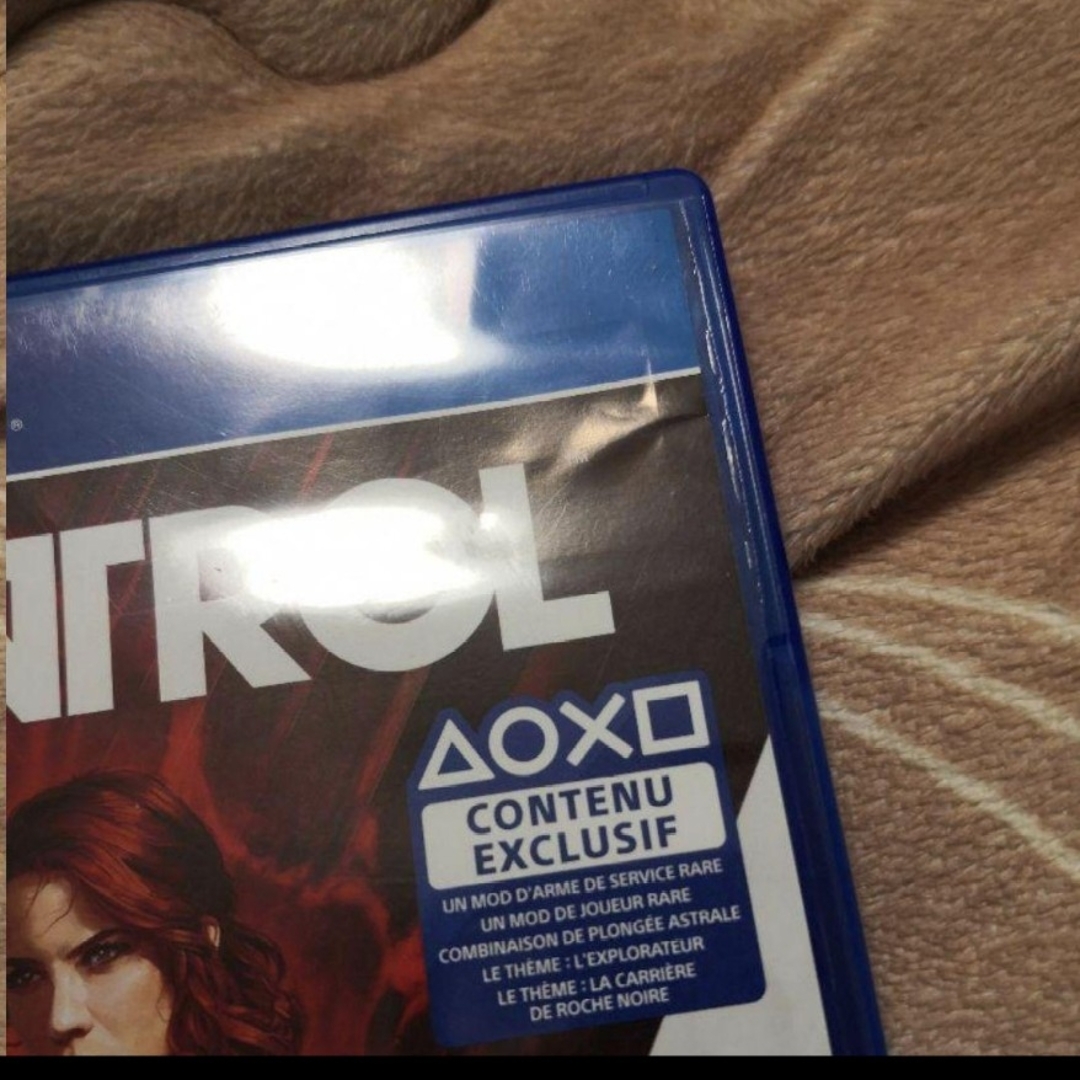 ®
NTROL
CONTENU
EXCLUSIF
UN MOD D'ARME DE SERVICE RARE
UN MOD DE JOUEUR RARE
COMBINAISON DE PLONGÉE ASTRALE
LE THÈME : L'EXPLORATEUR
LE THÈME : LA CARRIÈRE
DE ROCHE NOIRE